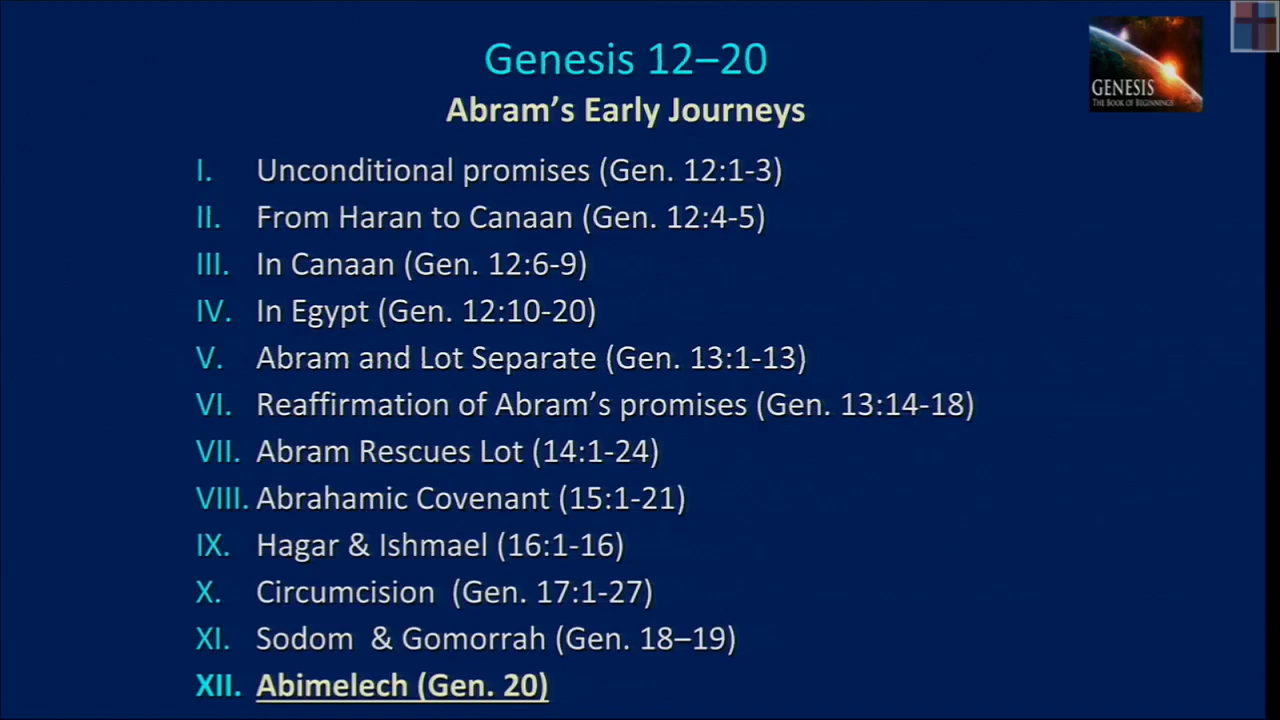 Genesis 12–20
Abram's Early Journeys
GENESIS
THE BOOK OF BEGINNINGS
I. Unconditional promises (Gen. 12:1-3)
II. From Haran to Canaan (Gen. 12:4-5)
III. In Canaan (Gen. 12:6-9)
IV. In Egypt (Gen. 12:10-20)
V. Abram and Lot Separate (Gen. 13:1-13)
VI. Reaffirmation of Abram's promises (Gen. 13:14-18)
VII. Abram Rescues Lot (14:1-24)
VIII. Abrahamic Covenant (15:1-21)
IX. Hagar & Ishmael (16:1-16)
X. Circumcision (Gen. 17:1-27)
XI. Sodom & Gomorrah (Gen. 18–19)
XII. Abimelech (Gen. 20)